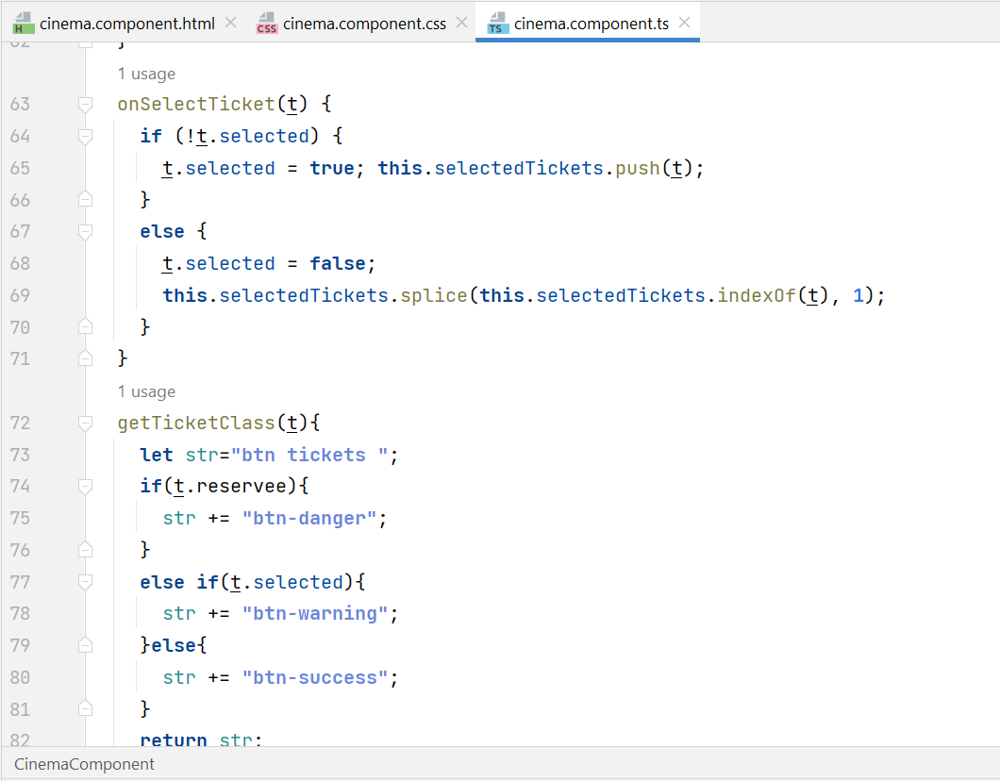 cinema.component.html cinema.component.css cinema.component.ts
62 }
1 usage
63 onSelectTicket(t) {
64 if (!t.selected) {
65 t.selected = true; this.selectedTickets.push(t);
66 }
67 else {
68 t.selected = false;
69 this.selectedTickets.splice(this.selectedTickets.indexOf(t), 1);
70 }
71 }
1 usage
72 getTicketClass(t){
73 let str="btn tickets ";
74 if(t.reservee){
75 str += "btn-danger";
76 }
77 else if(t.selected){
78 str += "btn-warning";
79 }else{
80 str += "btn-success";
81 }
82 return str;
CinemaComponent